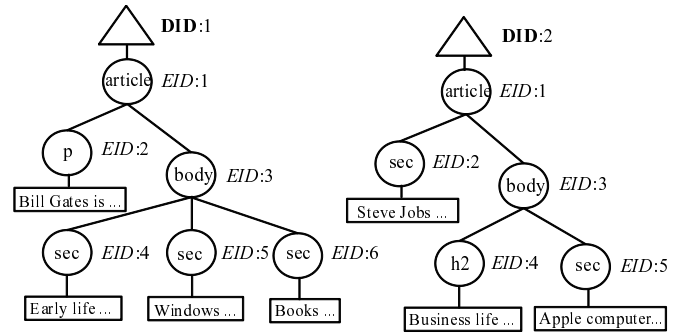 DID:1
article EID:1
p EID:2
body EID:3
Bill Gates is ...
sec EID:4
sec EID:5
sec EID:6
Early life ...
Windows ...
Books ...
DID:2
article EID:1
sec EID:2
body EID:3
Steve Jobs ...
h2 EID:4
sec EID:5
Business life ...
Apple computer...